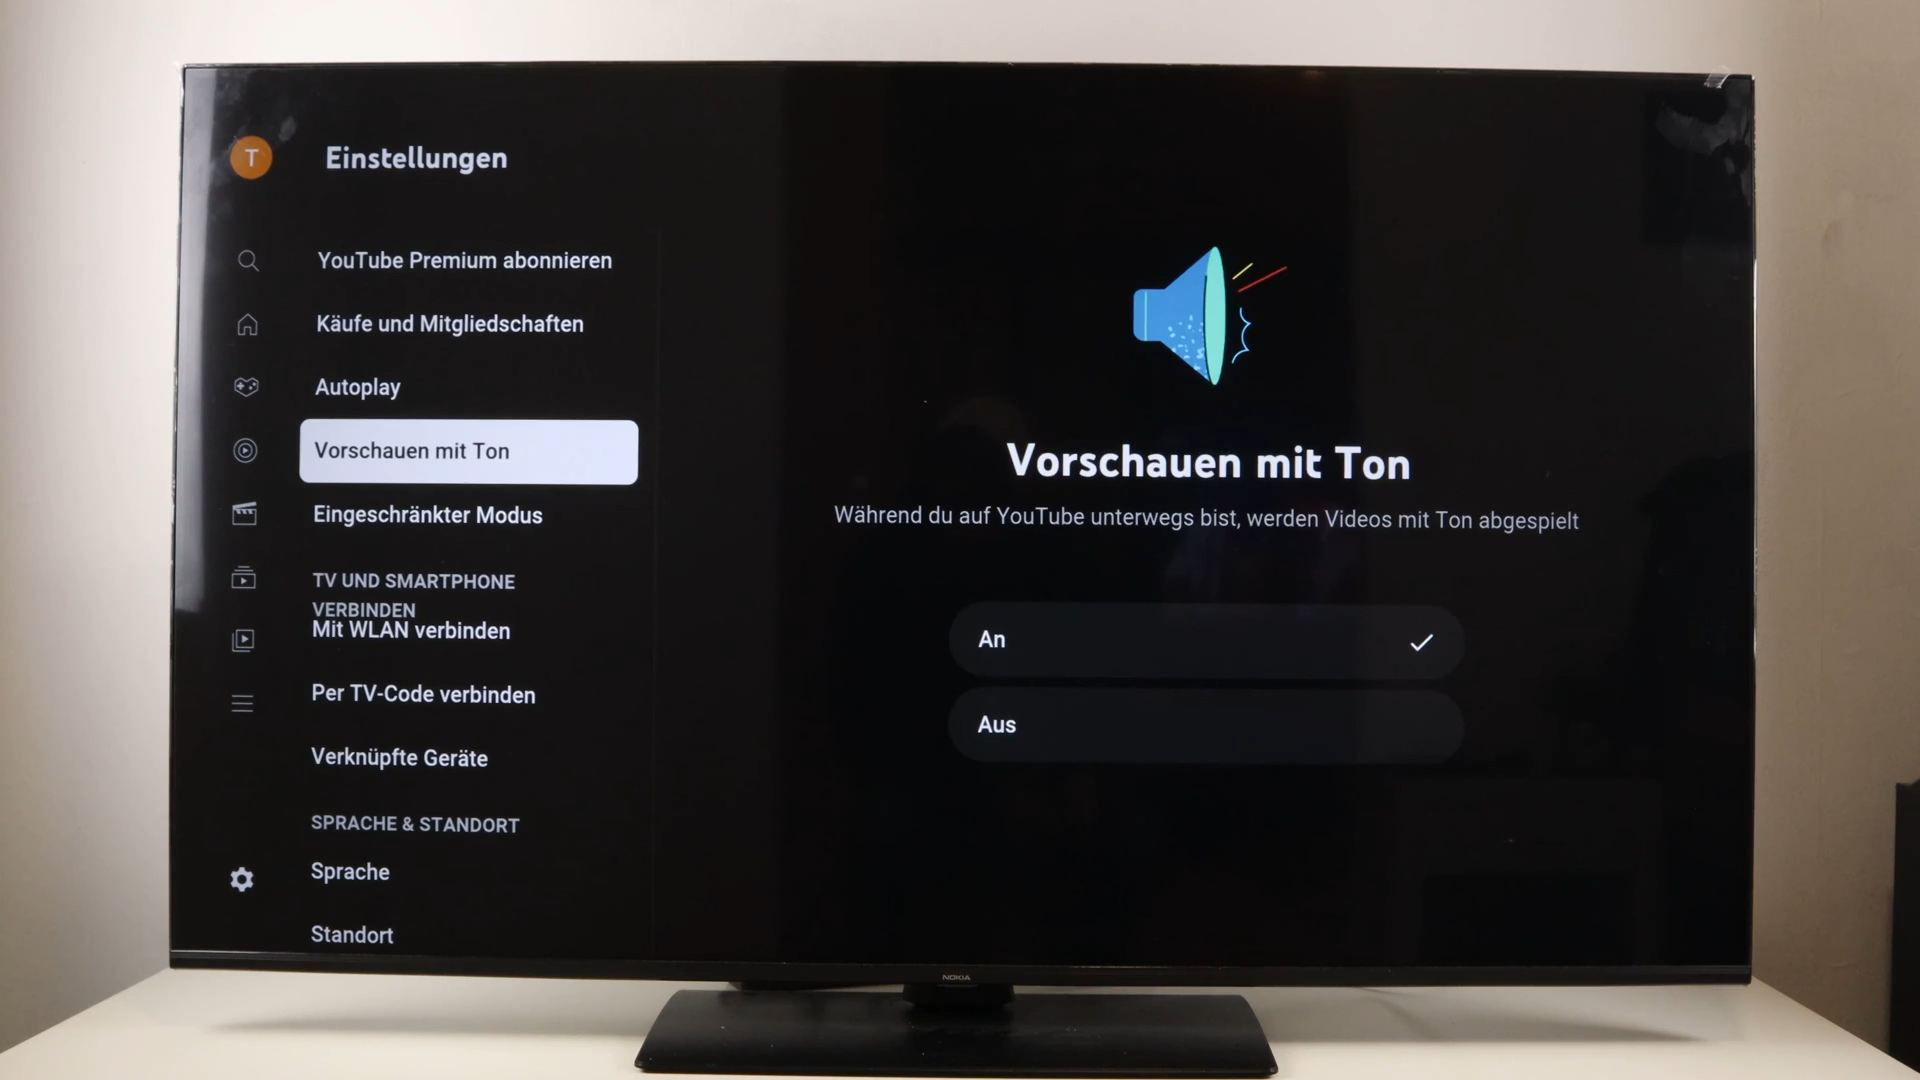 T
Einstellungen
YouTube Premium abonnieren
Käufe und Mitgliedschaften
Autoplay
Vorschauen mit Ton
Eingeschränkter Modus
TV UND SMARTPHONE
VERBINDEN
Mit WLAN verbinden
Per TV-Code verbinden
Verknüpfte Geräte
SPRACHE & STANDORT
Sprache
Standort
Vorschauen mit Ton
Während du auf YouTube unterwegs bist, werden Videos mit Ton abgespielt
An
Aus
NOKIA